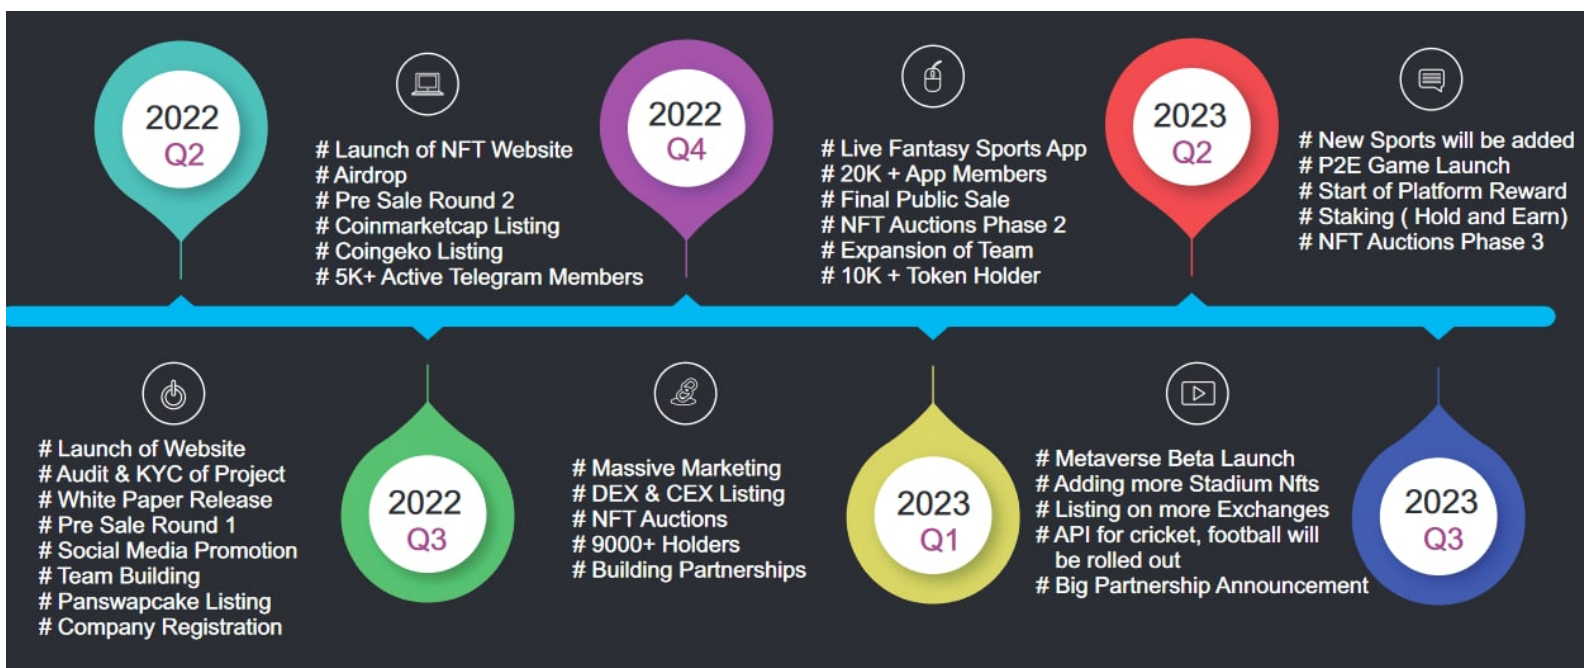 2022
Q2
# Launch of Website
# Audit & KYC of Project
# White Paper Release
# Pre Sale Round 1
# Social Media Promotion
# Team Building
# Panswapcake Listing
# Company Registration
# Launch of NFT Website
# Airdrop
# Pre Sale Round 2
# Coinmarketcap Listing
# Coingeko Listing
# 5K+ Active Telegram Members
2022
Q3
2022
Q4
# Massive Marketing
# DEX & CEX Listing
# NFT Auctions
# 9000+ Holders
# Building Partnerships
# Live Fantasy Sports App
# 20K + App Members
# Final Public Sale
# NFT Auctions Phase 2
# Expansion of Team
# 10K + Token Holder
2023
Q1
2023
Q2
# Metaverse Beta Launch
# Adding more Stadium Nfts
# Listing on more Exchanges
# API for cricket, football will
be rolled out
# Big Partnership Announcement
# New Sports will be added
# P2E Game Launch
# Start of Platform Reward
# Staking ( Hold and Earn)
# NFT Auctions Phase 3
2023
Q3